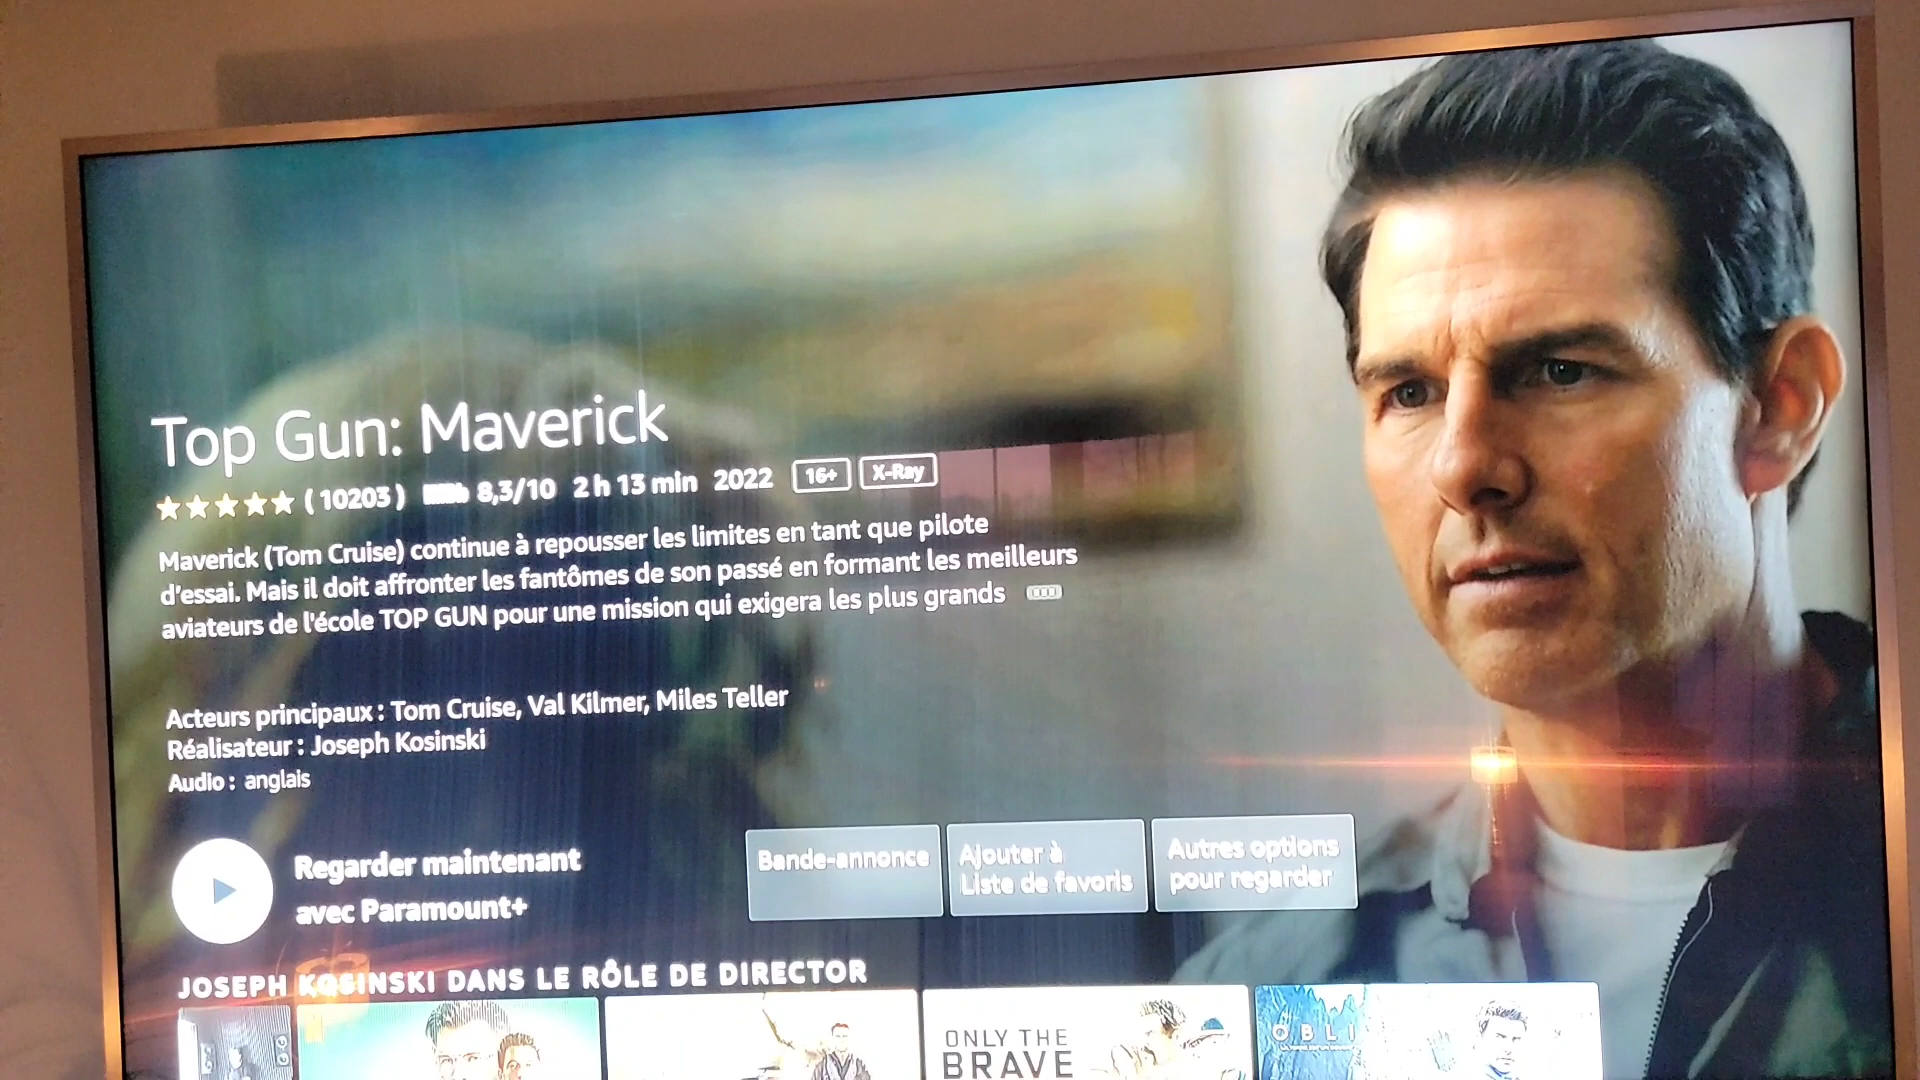 Top Gun: Maverick
(10203) 8,3/10 2 h 13 min 2022 16+ X-Ray
Maverick (Tom Cruise) continue à repousser les limites en tant que pilote
d'essai. Mais il doit affronter les fantômes de son passé en formant les meilleurs
aviateurs de l'école TOP GUN pour une mission qui exigera les plus grands
Acteurs principaux : Tom Cruise, Val Kilmer, Miles Teller
Réalisateur : Joseph Kosinski
Audio : anglais
Regarder maintenant
avec Paramount+
Bande-annonce
Ajouter à
Liste de favoris
Autres options
pour regarder
JOSEPH KOSINSKI DANS LE RÔLE DE DIRECTOR
ONLY THE
BRAVE
OBLI